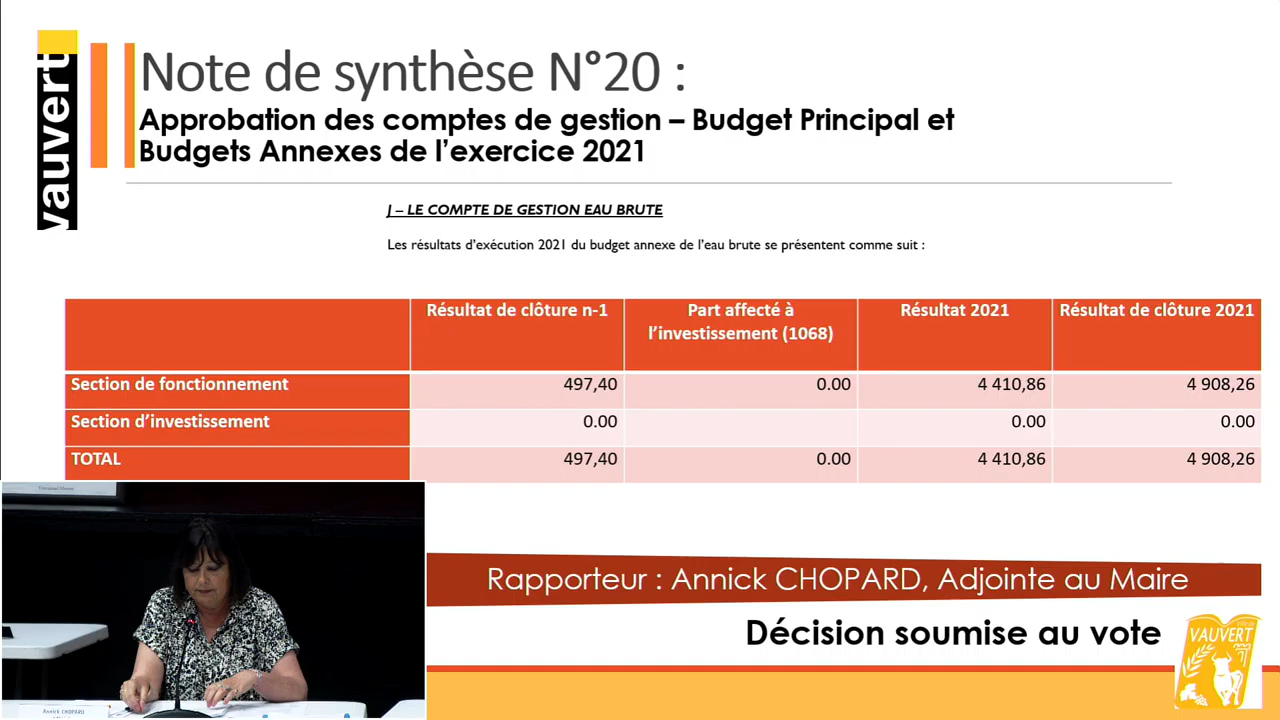 vauvert
Note de synthèse N°20 :
Approbation des comptes de gestion – Budget Principal et
Budgets Annexes de l’exercice 2021
J – LE COMPTE DE GESTION EAU BRUTE
Les résultats d’exécution 2021 du budget annexe de l’eau brute se présentent comme suit :
Résultat de clôture n-1 Part affecté à Résultat 2021 Résultat de clôture 2021
l’investissement (1068)
Section de fonctionnement 497,40 0.00 4 410,86 4 908,26
Section d’investissement 0.00 0.00 0.00
TOTAL 497,40 0.00 4 410,86 4 908,26
Rapporteur : Annick CHOPARD, Adjointe au Maire
Décision soumise au vote
VAUVERT
Annick CHOPARD